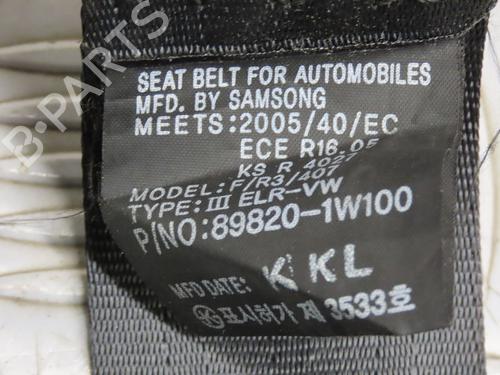 B-PARTS
SEAT BELT FOR AUTOMOBILES
MFD. BY SAMSONG
MEETS:2005/40/EC
ECE R16.05
KS R 4027
MODEL:F/R3/407
TYPE:III ELR-VW
P/NO:89820-1W100
MFD DATE: K KL
표시허가 제3533호